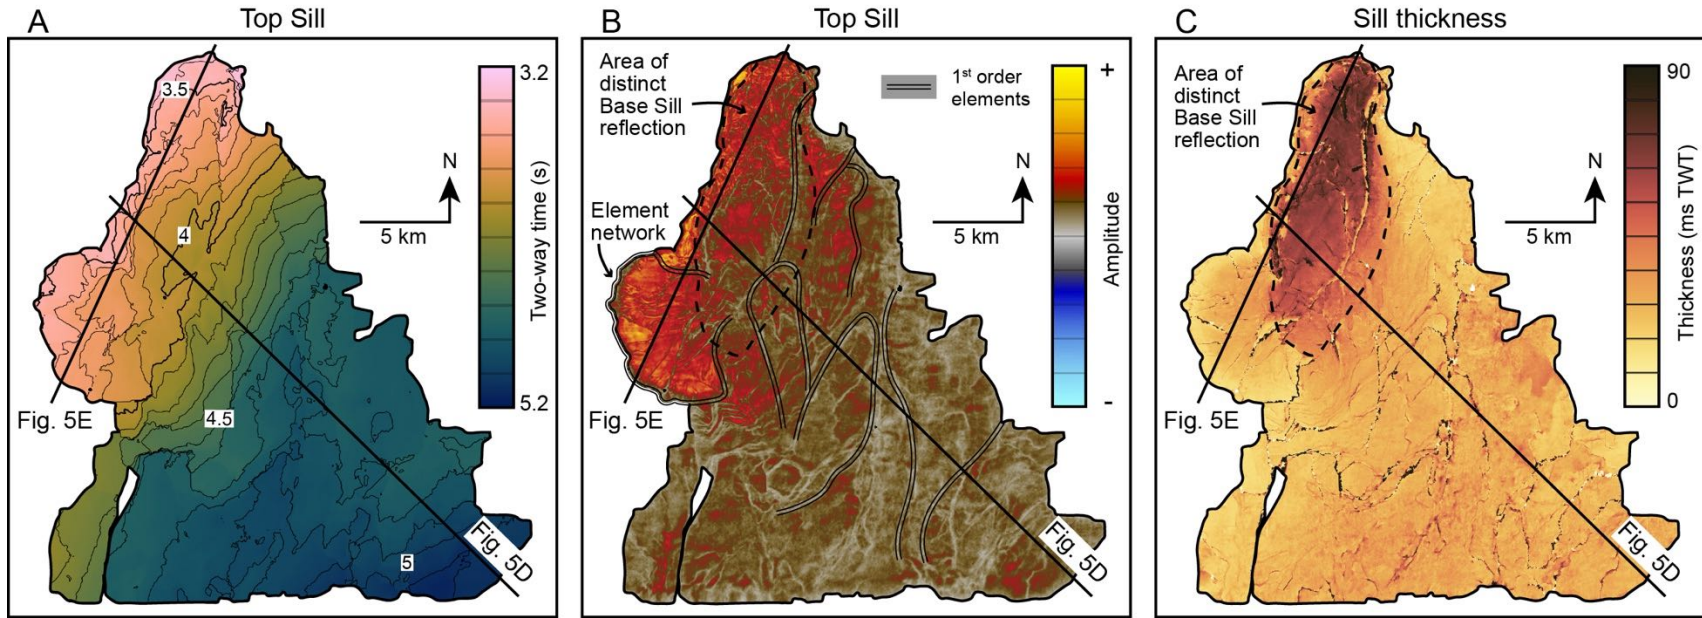 A
Top Sill
3.5
4
4.5
5
N
5 km
3.2
Two-way time (s)
5.2
Fig. 5E
Fig. 5D
B
Top Sill
Area of
distinct
Base Sill
reflection
1st order
elements
Element
network
N
5 km
+
Amplitude
-
Fig. 5E
Fig. 5D
C
Sill thickness
Area of
distinct
Base Sill
reflection
N
5 km
90
Thickness (ms TWT)
0
Fig. 5E
Fig. 5D